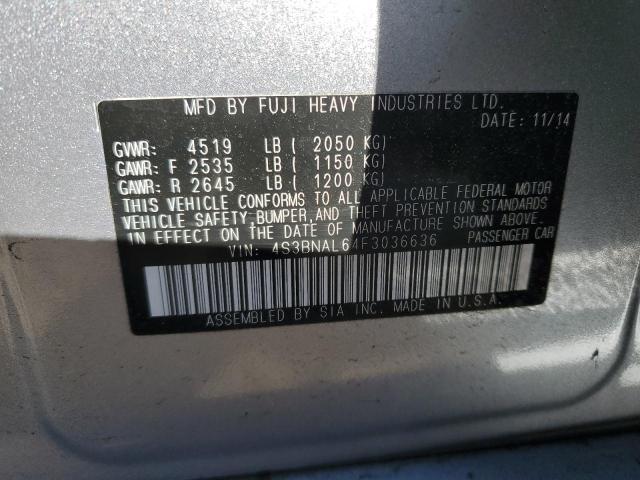 MFD BY FUJI HEAVY INDUSTRIES LTD.
DATE: 11/14
GVWR: 4519 LB ( 2050 KG)
GAWR: F 2535 LB ( 1150 KG)
GAWR: R 2645 LB ( 1200 KG)
THIS VEHICLE CONFORMS TO ALL APPLICABLE FEDERAL MOTOR
VEHICLE SAFETY, BUMPER, AND THEFT PREVENTION STANDARDS
IN EFFECT ON THE DATE OF MANUFACTURE SHOWN ABOVE.
VIN: 4S3BNAL64F3036636 PASSENGER CAR
ASSEMBLED BY SIA INC. MADE IN U.S.A.